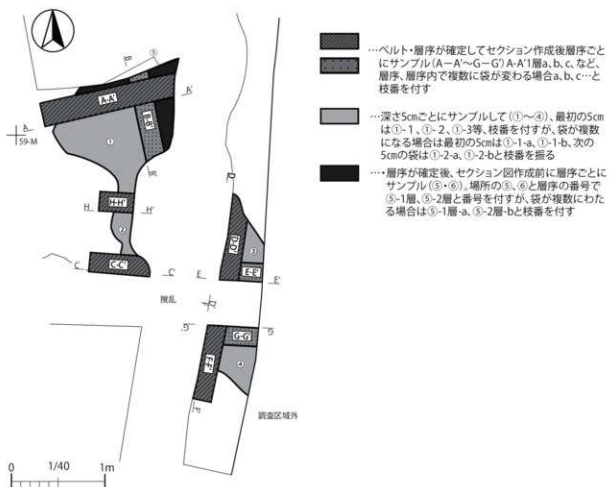 …ベルト・層序が確定してセクション作成後層序ごと
にサンプル(A－A'～G－G') A-A'1層a、b、c、など、
層序、層序内で複数に袋が変わる場合a、b、c…と
枝番を付す
…深さ5cmごとにサンプルして(①～④)、最初の5cm
は①-１、①-２、①-3等、枝番を付すが、袋が複数
になる場合は最初の5cmは①-1-a、①-1-b、次の
5cmの袋は①-2-a、①-2-bと枝番を振る
…・層序が確定後、セクション図作成前に層序ごとに
サンプル(⑤・⑥)。場所の⑤、⑥と層序の番号で
⑤-1層、⑤-2層と番号を付すが、袋が複数にわた
る場合は⑤-1層-a、⑤-2層-bと枝番を付す
B
⑤
A-A'
A'
A
59-M
B-B'
①
B'
H
H-H'
H'
②
C
C-C'
C'
D
D-D'
③
E
E-E'
E'
撹乱
D'
F
G
G-G'
G'
F-F'
④
F'
調査区域外
0
1/40
1m